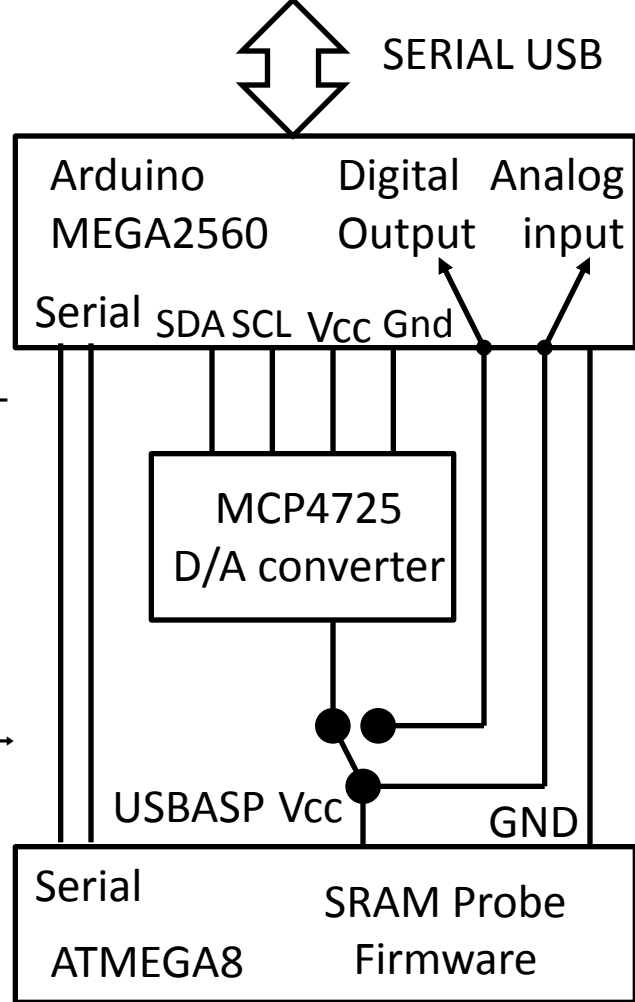 SERIAL USB
Arduino
MEGA2560
Digital
Output
Analog
input
Serial
SDA
SCL
Vcc
Gnd
MCP4725
D/A converter
USBASP Vcc
GND
Serial
ATMEGA8
SRAM Probe
Firmware